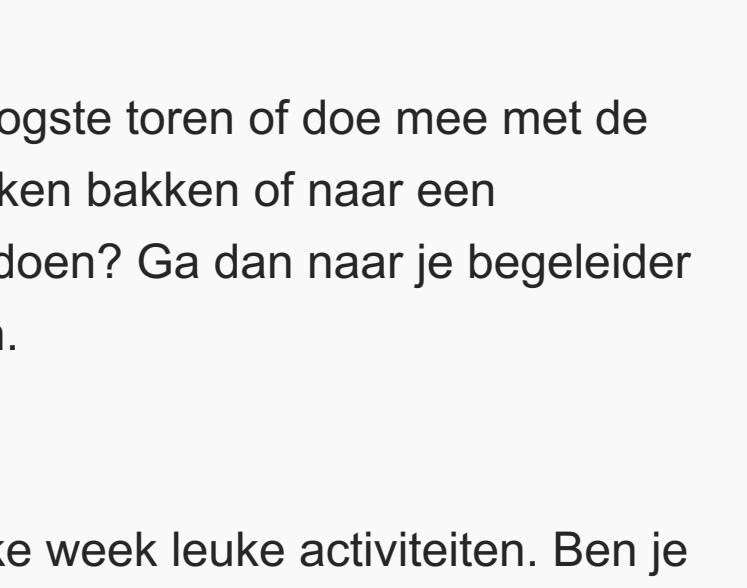 ogste toren of doe mee met de
ken bakken of naar een
doen? Ga dan naar je begeleider
.
ke week leuke activiteiten. Ben je